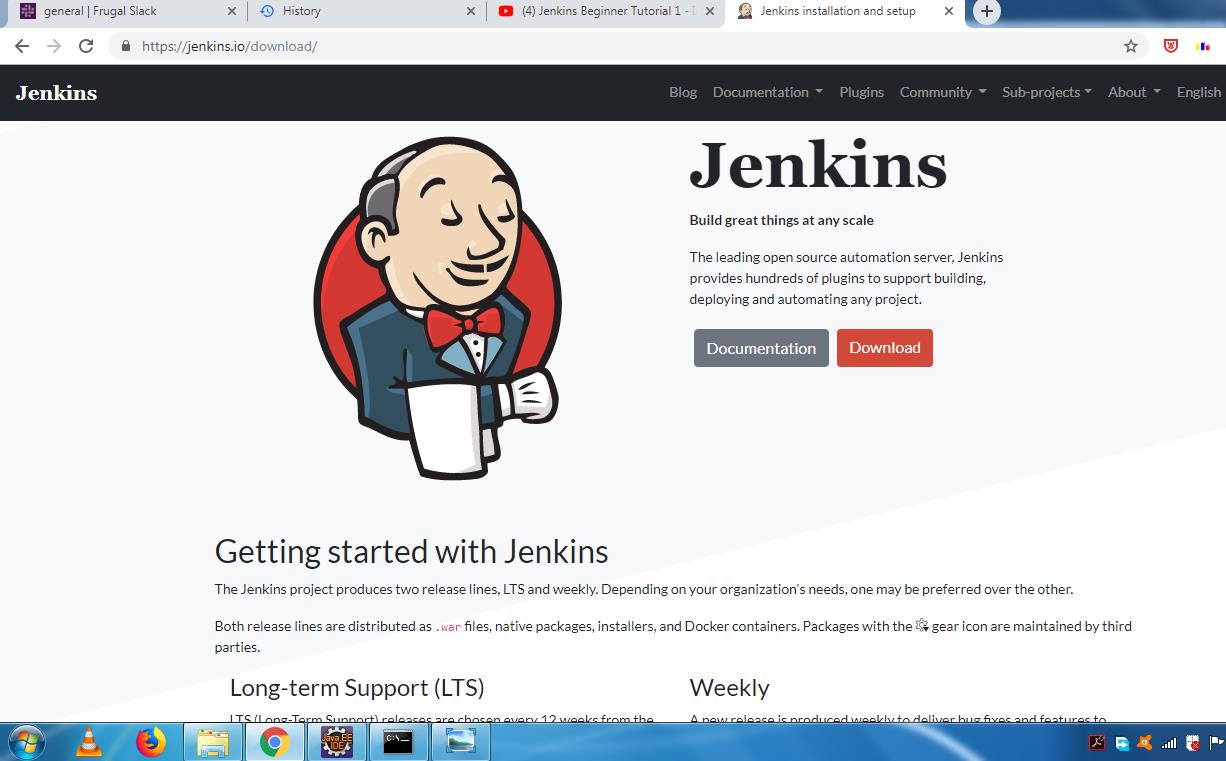 general | Frugal Slack
History
(4) Jenkins Beginner Tutorial 1 -
Jenkins installation and setup
https://jenkins.io/download/
Jenkins
Blog Documentation Plugins Community Sub-projects About English
Jenkins
Build great things at any scale
The leading open source automation server, Jenkins
provides hundreds of plugins to support building,
deploying and automating any project.
Documentation Download
Getting started with Jenkins
The Jenkins project produces two release lines, LTS and weekly. Depending on your organization's needs, one may be preferred over the other.
Both release lines are distributed as .war files, native packages, installers, and Docker containers. Packages with the gear icon are maintained by third
parties.
Long-term Support (LTS)
LTS (Long-Term Support) releases are chosen every 12 weeks from the
Weekly
A new release is produced weekly to deliver bug fixes and features to
Java EE
IDE
C:\_